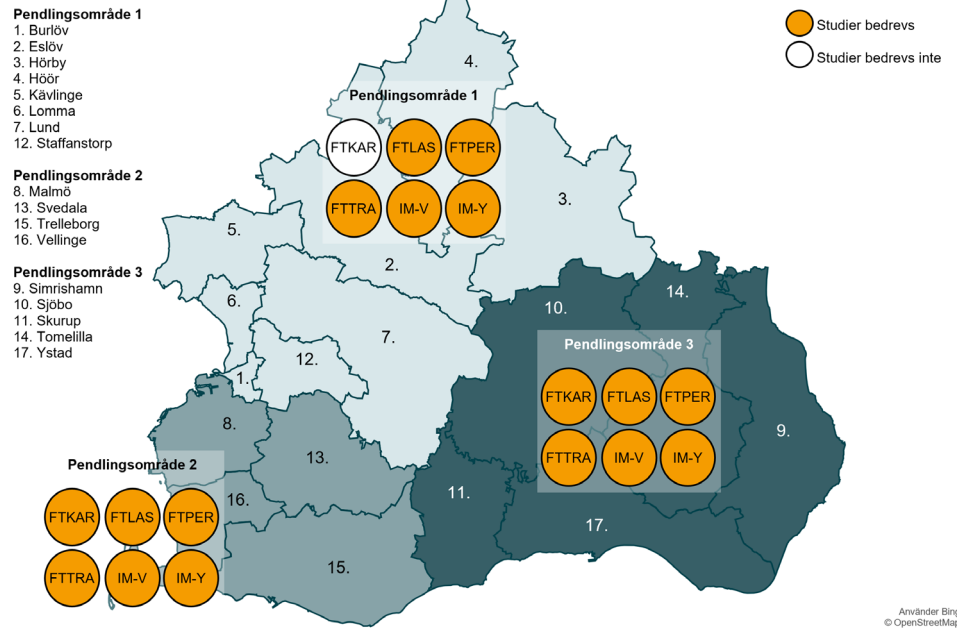 Pendlingsområde 1
1. Burlöv
2. Eslöv
3. Hörby
4. Höör
5. Kävlinge
6. Lomma
7. Lund
12. Staffanstorp
Pendlingsområde 2
8. Malmö
13. Svedala
15. Trelleborg
16. Vellinge
Pendlingsområde 3
9. Simrishamn
10. Sjöbo
11. Skurup
14. Tomelilla
17. Ystad
Studier bedrevs
Studier bedrevs inte
4.
Pendlingsområde 1
FTKAR FTLAS FTPER
FTTRA IM-V IM-Y
3.
5.
2.
6.
14.
10.
7.
12.
1.
Pendlingsområde 3
FTKAR FTLAS FTPER
FTTRA IM-V IM-Y
8.
9.
13.
Pendlingsområde 2
FTKAR FTLAS FTPER
FTTRA IM-V IM-Y
16.
11.
17.
15.
Använder Bing
© OpenStreetMap